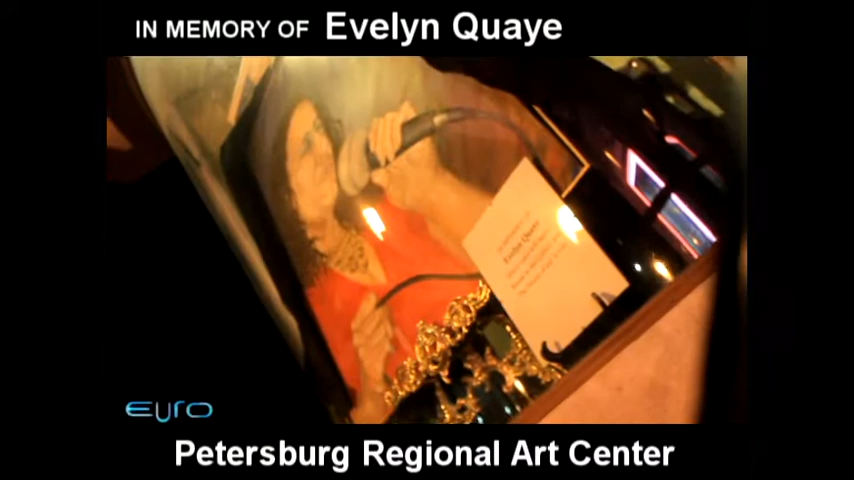 IN MEMORY OF Evelyn Quaye
Evelyn Quaye
EURO
Petersburg Regional Art Center